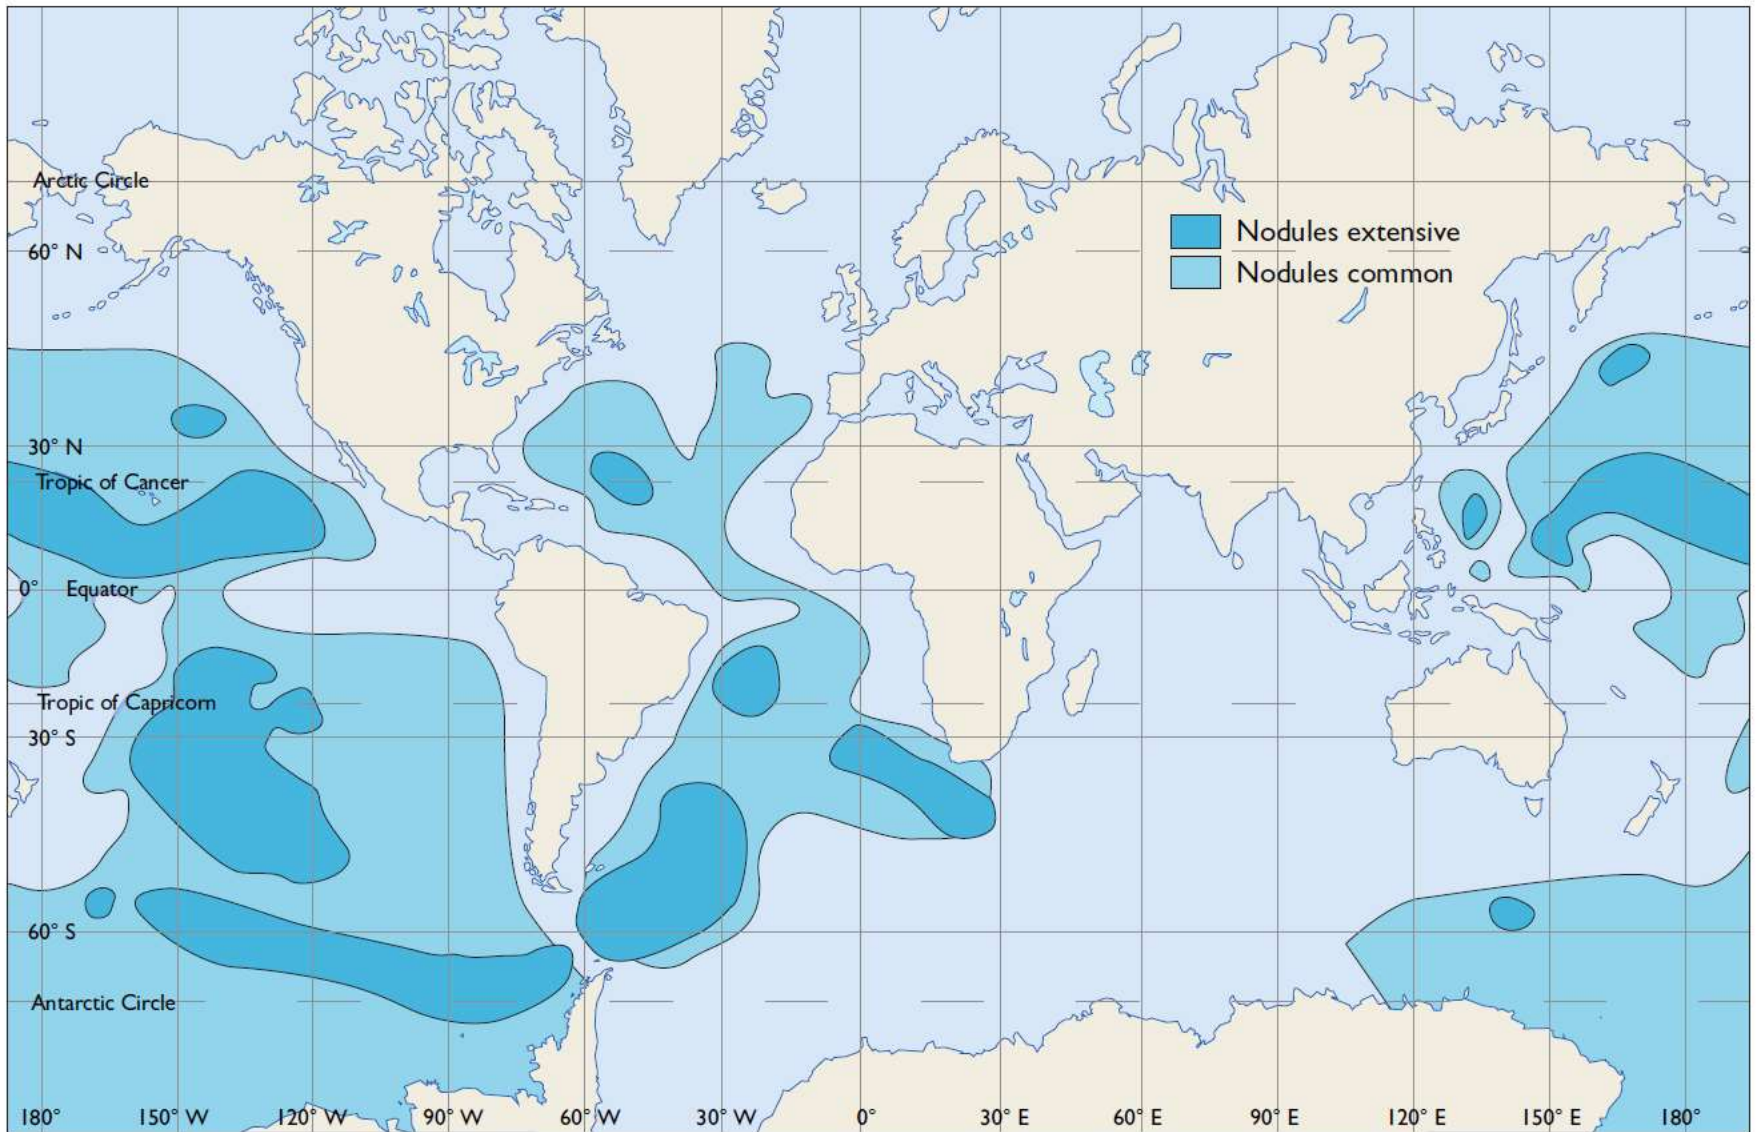 Arctic Circle
Nodules extensive
60° N
Nodules common
30° N
Tropic of Cancer
0°
Equator
Tropic of Capricorn
30° S
60° S
Antarctic Circle
180°
150° W
120° W
90° W
60° W
30° W
0°
30° E
60° E
90° E
120° E
150° E
180°